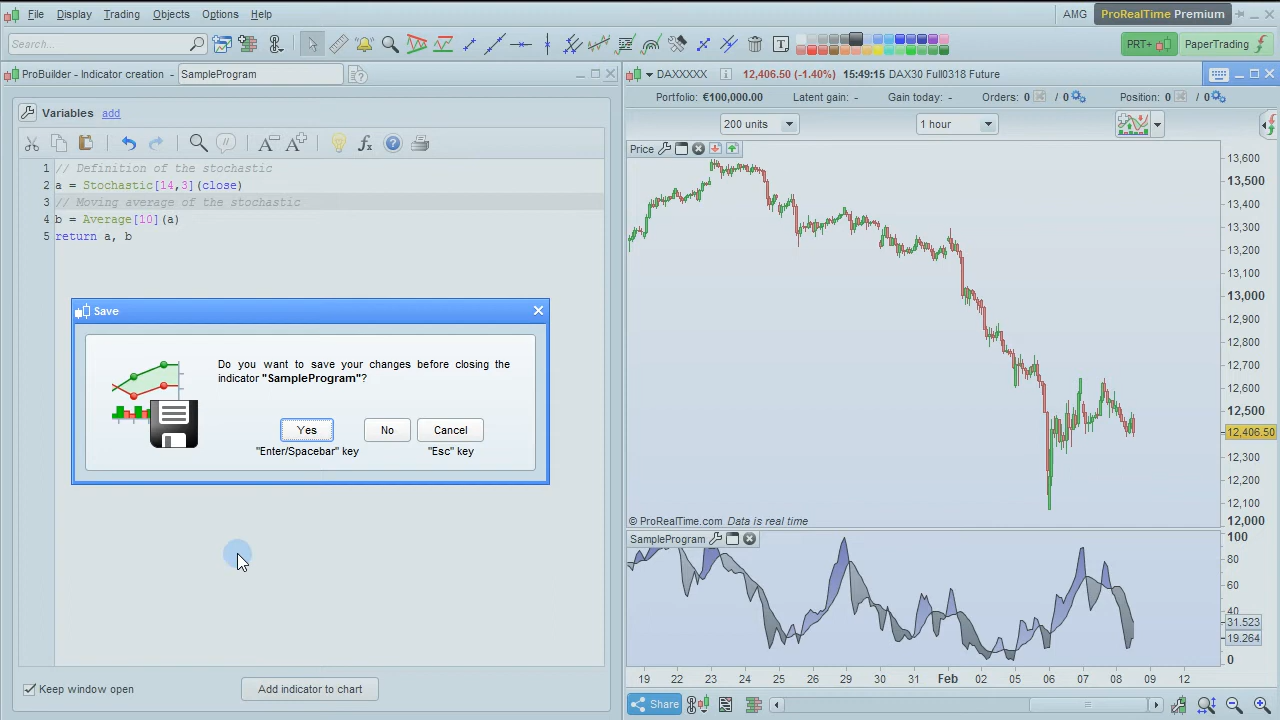 File Display Trading Objects Options Help
AMG ProRealTime Premium
Search...
T
PRT+ PaperTrading
ProBuilder - Indicator creation SampleProgram
Variables add
1 // Definition of the stochastic
2 a = Stochastic[14,3](close)
3 // Moving average of the stochastic
4 b = Average[10](a)
5 return a, b
Save
Do you want to save your changes before closing the
indicator "SampleProgram"?
Yes No Cancel
"Enter/Spacebar" key "Esc" key
Keep window open Add indicator to chart
DAXXXXX 12,406.50 (-1.40%) 15:49:15 DAX30 Full0318 Future
Portfolio: €100,000.00 Latent gain: - Gain today: - Orders: 0 / 0 Position: 0 / 0
200 units 1 hour
Price
13,600
13,500
13,400
13,300
13,200
13,100
13,000
12,900
12,800
12,700
12,600
12,500
12,406.50
12,300
12,200
12,100
12,000
© ProRealTime.com Data is real time
SampleProgram
100
80
60
40
31.523
19.264
0
19 22 23 24 25 26 29 30 31 Feb 02 05 06 07 08 09 12
Share